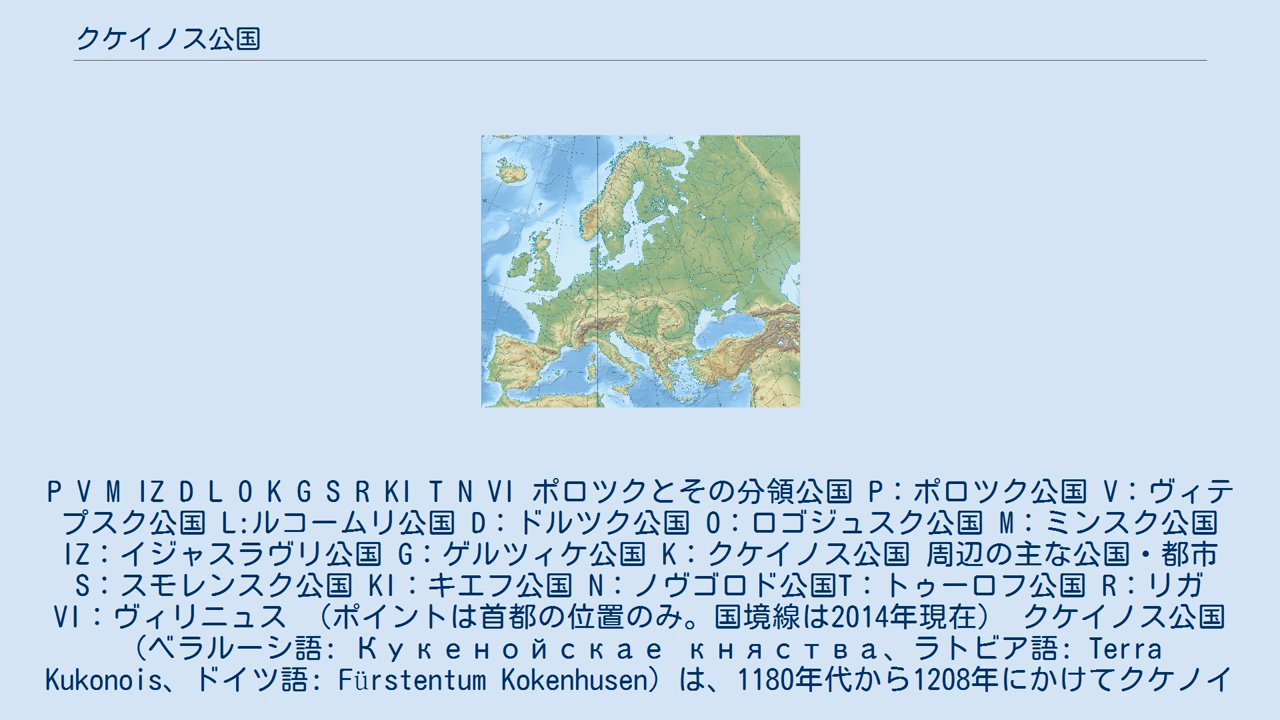 クケイノス公国
P V M IZ D L O K G S R KI T N VI ポロツクとその分領公国 P：ポロツク公国 V：ヴィテ
プスク公国 L:ルコームリ公国 D：ドルツク公国 O：ロゴジュスク公国 M：ミンスク公国
IZ：イジャスラヴリ公国 G：ゲルツィケ公国 K：クケイノス公国 周辺の主な公国・都市
S：スモレンスク公国 KI：キエフ公国 N：ノヴゴロド公国T：トゥーロフ公国 R：リガ
VI：ヴィリニュス （ポイントは首都の位置のみ。国境線は2014年現在） クケイノス公国
（ベラルーシ語: Кукенойскае княства、ラトビア語: Terra
Kukonois、ドイツ語: Fürstentum Kokenhusen）は、1180年代から1208年にかけてクケノイ